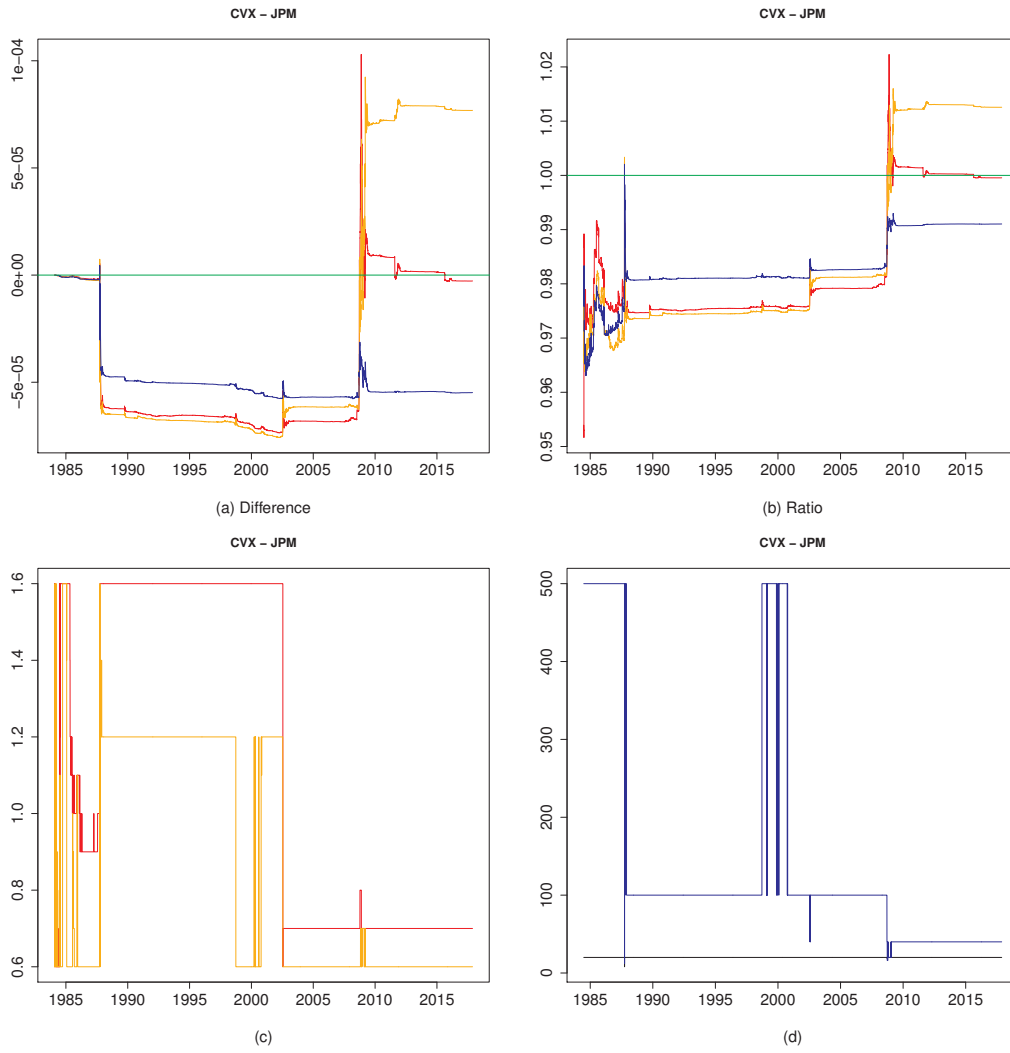 CVX − JPM
CVX − JPM
1e−04
5e−05
0e+00
−5e−05
1985 1990 1995 2000 2005 2010 2015
(a) Difference
1.02
1.01
1.00
0.99
0.98
0.97
0.96
0.95
1985 1990 1995 2000 2005 2010 2015
(b) Ratio
CVX − JPM
CVX − JPM
1.6
1.4
1.2
1.0
0.8
0.6
1985 1990 1995 2000 2005 2010 2015
(c)
500
400
300
200
100
0
1985 1990 1995 2000 2005 2010 2015
(d)